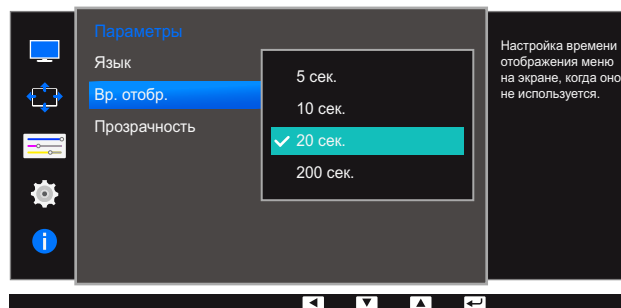 Параметры
Язык
Вр. отобр.
Прозрачность
5 сек.
10 сек.
20 сек.
200 сек.
Настройка времени
отображения меню
на экране, когда оно
не используется.